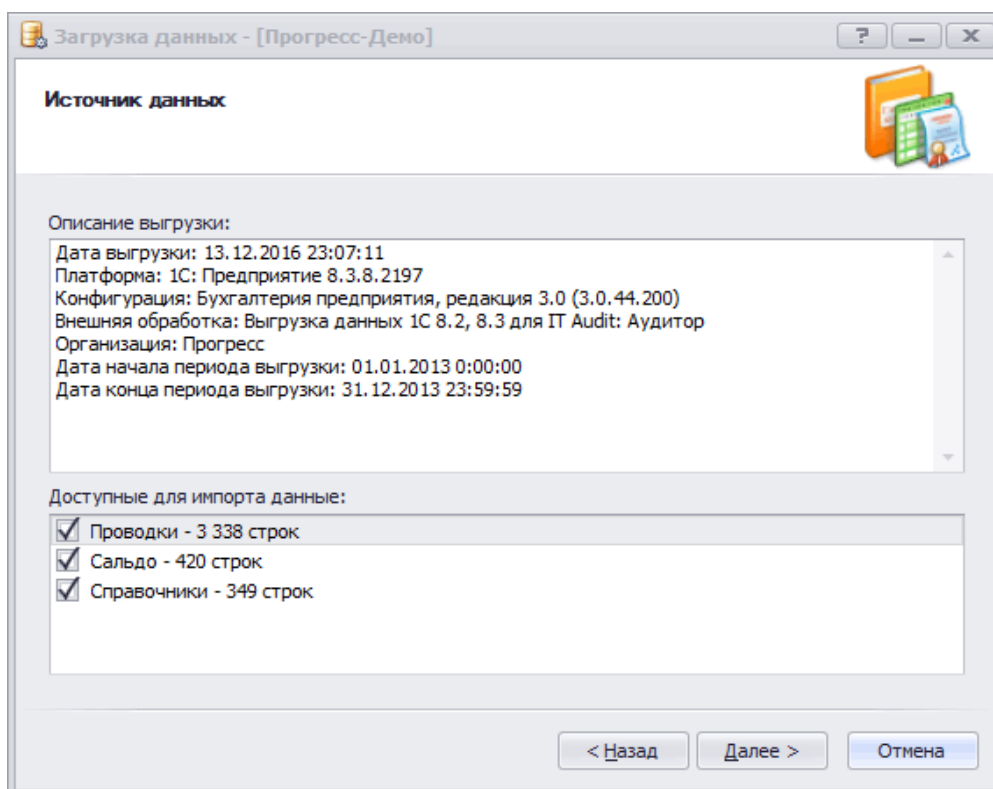 Загрузка данных - [Прогресс-Демо]
Источник данных
Описание выгрузки:
Дата выгрузки: 13.12.2016 23:07:11
Платформа: 1С: Предприятие 8.3.8.2197
Конфигурация: Бухгалтерия предприятия, редакция 3.0 (3.0.44.200)
Внешняя обработка: Выгрузка данных 1С 8.2, 8.3 для IT Audit: Аудитор
Организация: Прогресс
Дата начала периода выгрузки: 01.01.2013 0:00:00
Дата конца периода выгрузки: 31.12.2013 23:59:59
Доступные для импорта данные:
Проводки - 3 338 строк
Сальдо - 420 строк
Справочники - 349 строк
< Назад Далее > Отмена